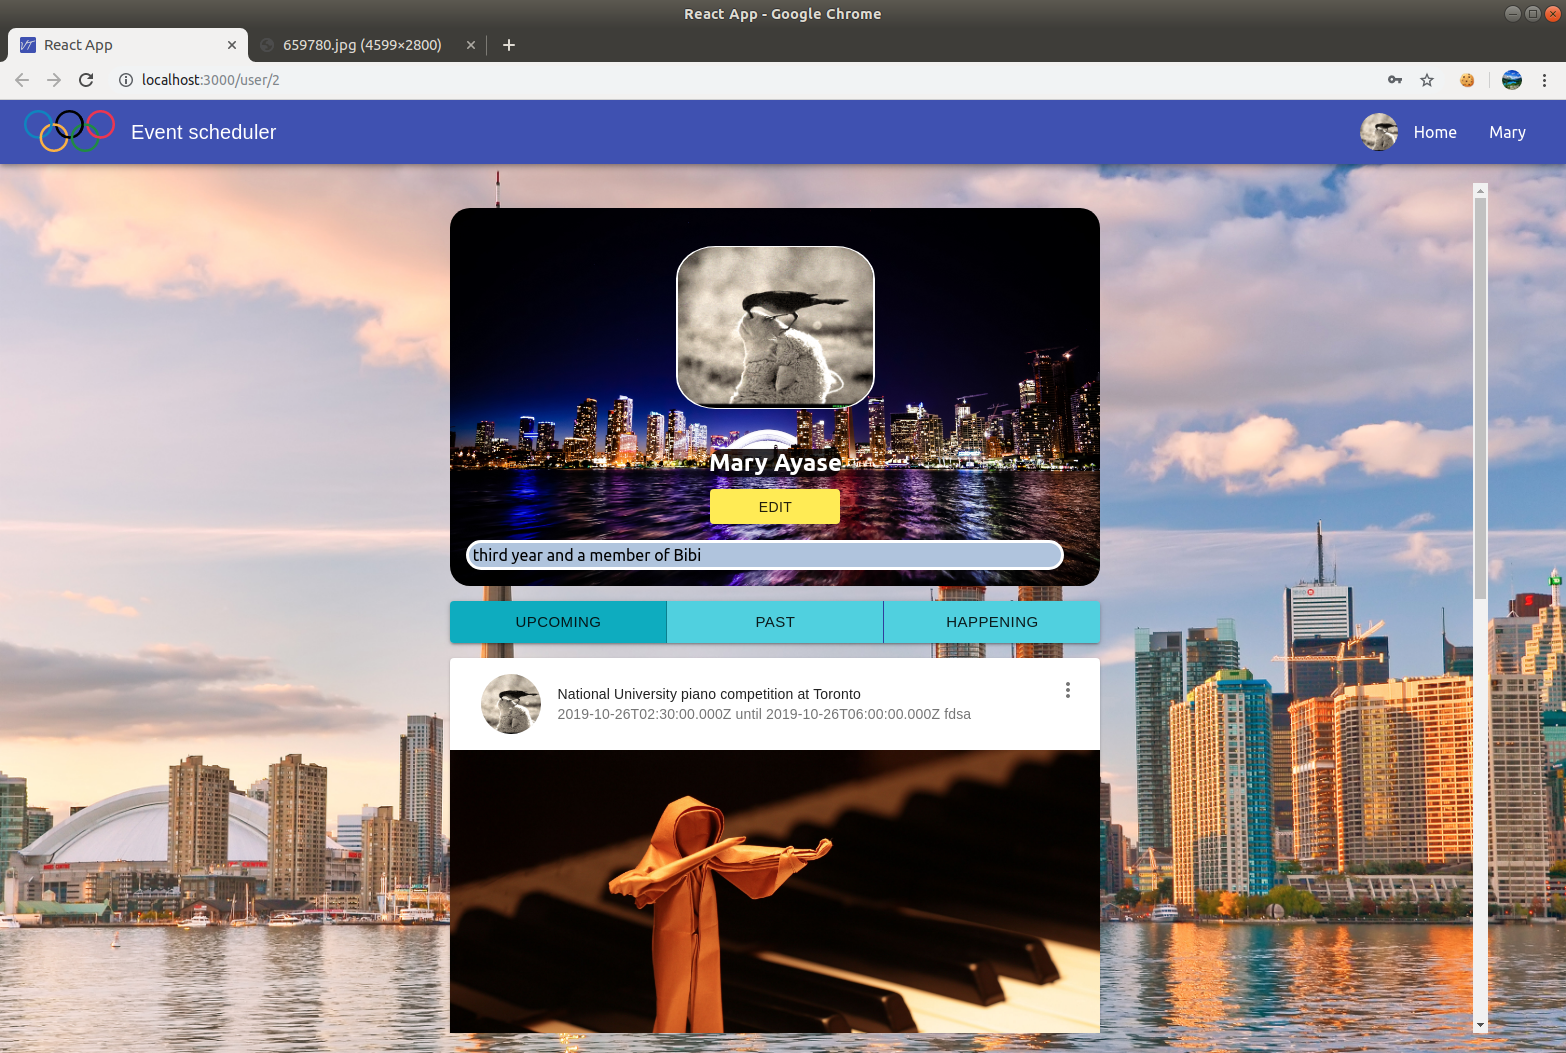 React App - Google Chrome
React App
659780.jpg (4599×2800)
localhost:3000/user/2
Event scheduler
Home
Mary
Mary Ayase
EDIT
third year and a member of Bibi
UPCOMING
PAST
HAPPENING
National University piano competition at Toronto
2019-10-26T02:30:00.000Z until 2019-10-26T06:00:00.000Z fdsa